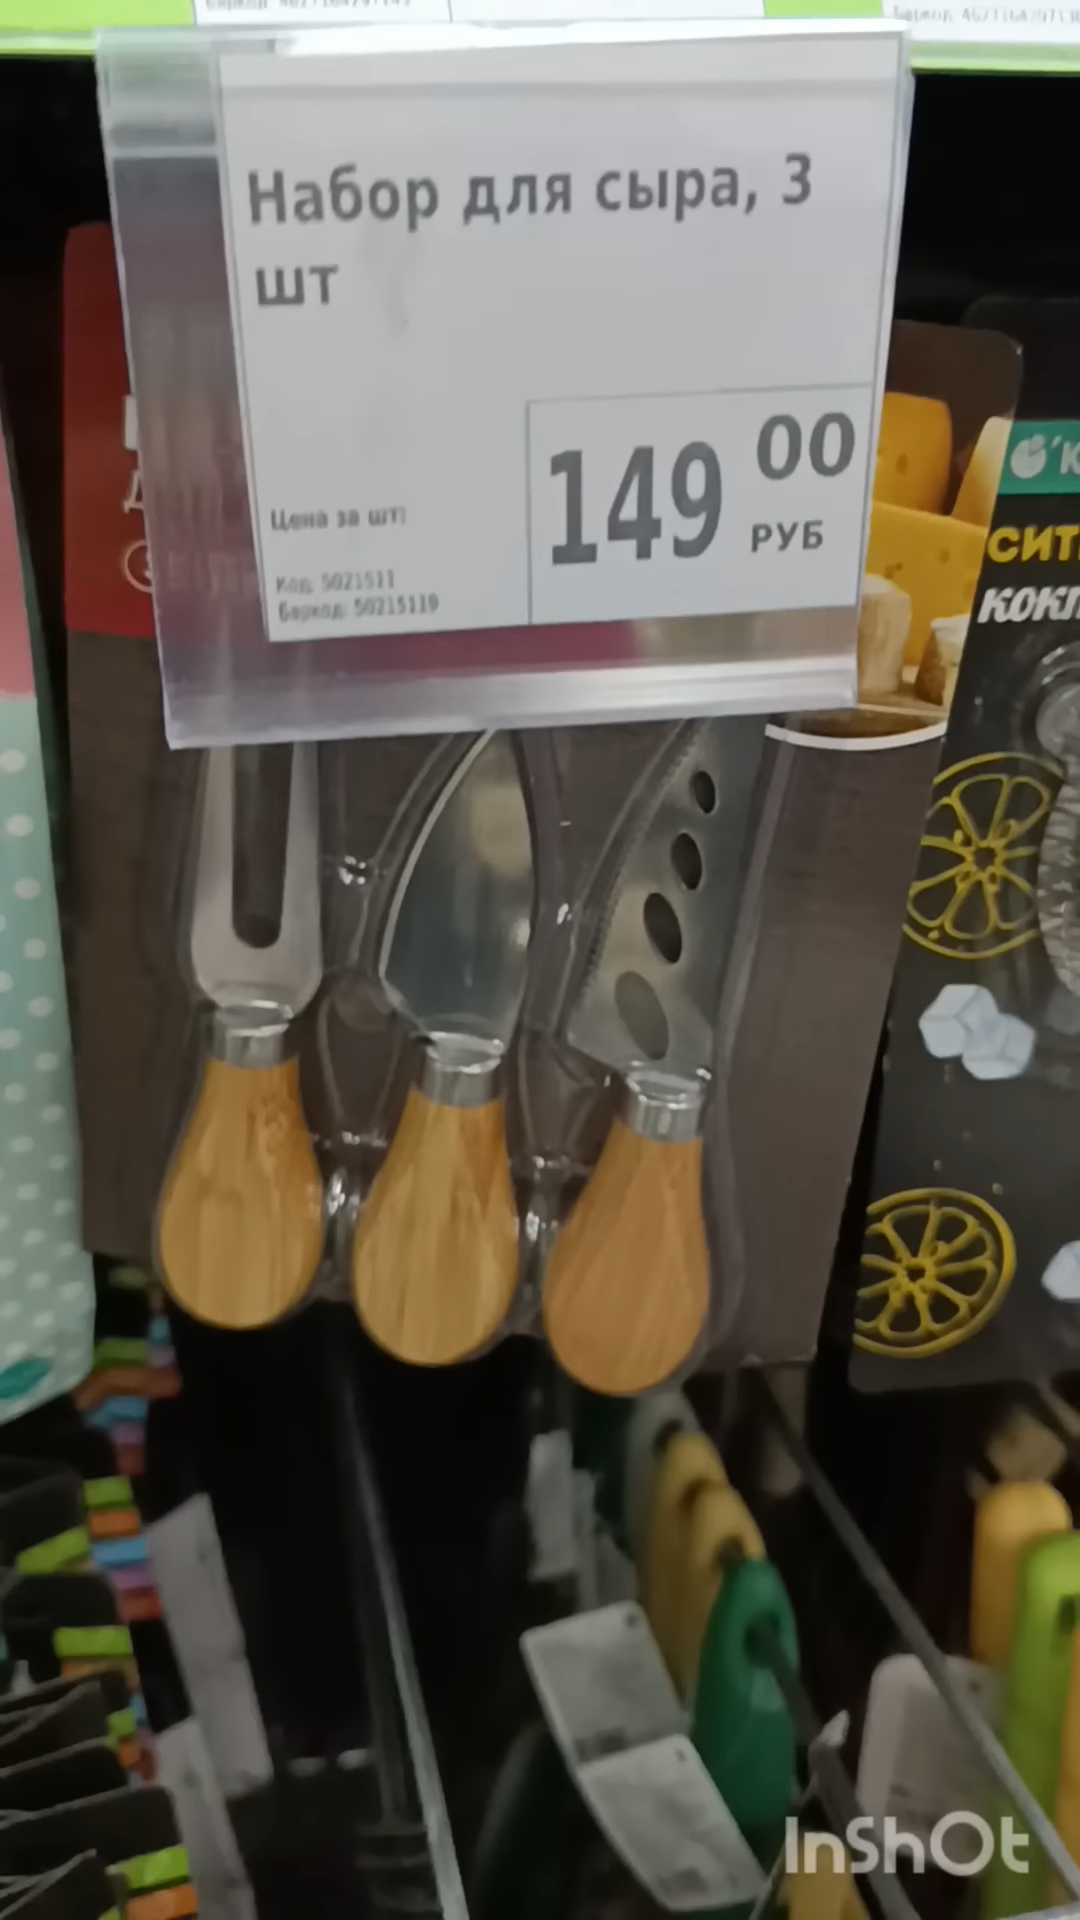 Набор для сыра, 3
шт
149 00
РУБ
Цена за шт:
Код: 5021511
Баркод: 50215119
InShOt